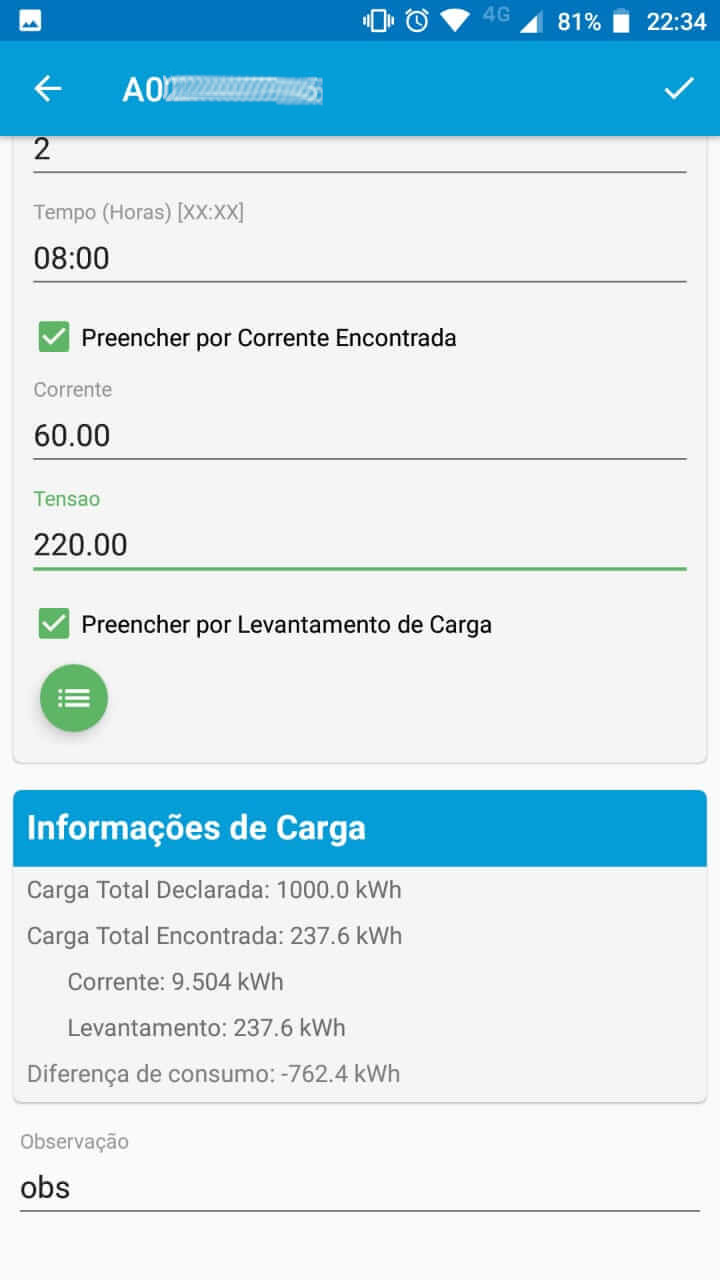 4G 81% 22:34
A0
2
Tempo (Horas) [XX:XX]
08:00
Preencher por Corrente Encontrada
Corrente
60.00
Tensao
220.00
Preencher por Levantamento de Carga
Informações de Carga
Carga Total Declarada: 1000.0 kWh
Carga Total Encontrada: 237.6 kWh
Corrente: 9.504 kWh
Levantamento: 237.6 kWh
Diferença de consumo: -762.4 kWh
Observação
obs